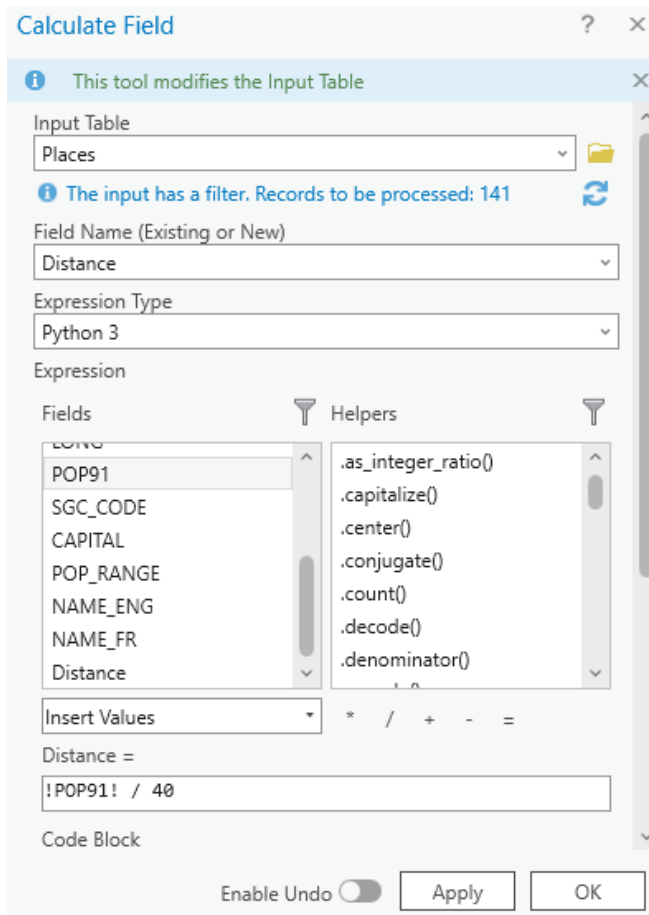 Calculate Field ? ×
This tool modifies the Input Table ×
Input Table
Places
The input has a filter. Records to be processed: 141
Field Name (Existing or New)
Distance
Expression Type
Python 3
Expression
Fields
Helpers
LONG
POP91
SGC_CODE
CAPITAL
POP_RANGE
NAME_ENG
NAME_FR
Distance
.as_integer_ratio()
.capitalize()
.center()
.conjugate()
.count()
.decode()
.denominator()
Insert Values
* / + - =
Distance =
!POP91! / 40
Code Block
Enable Undo
Apply
OK